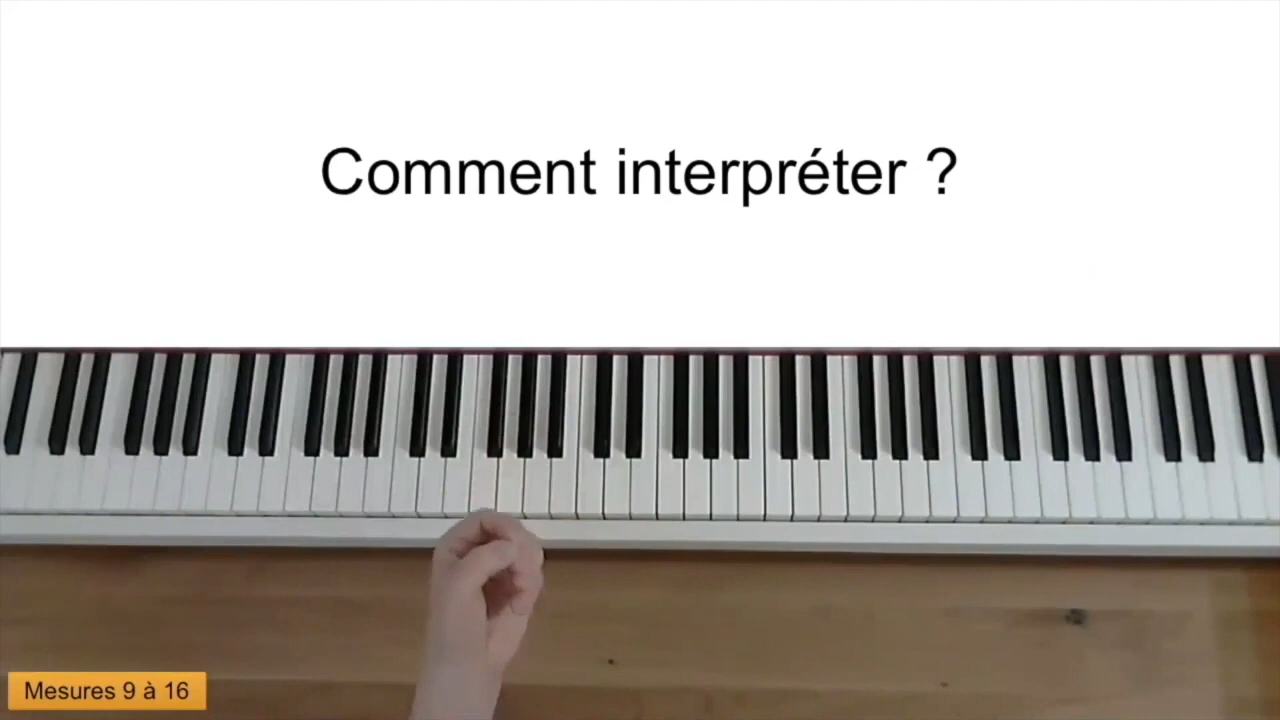 Comment interpréter ?
Mesures 9 à 16